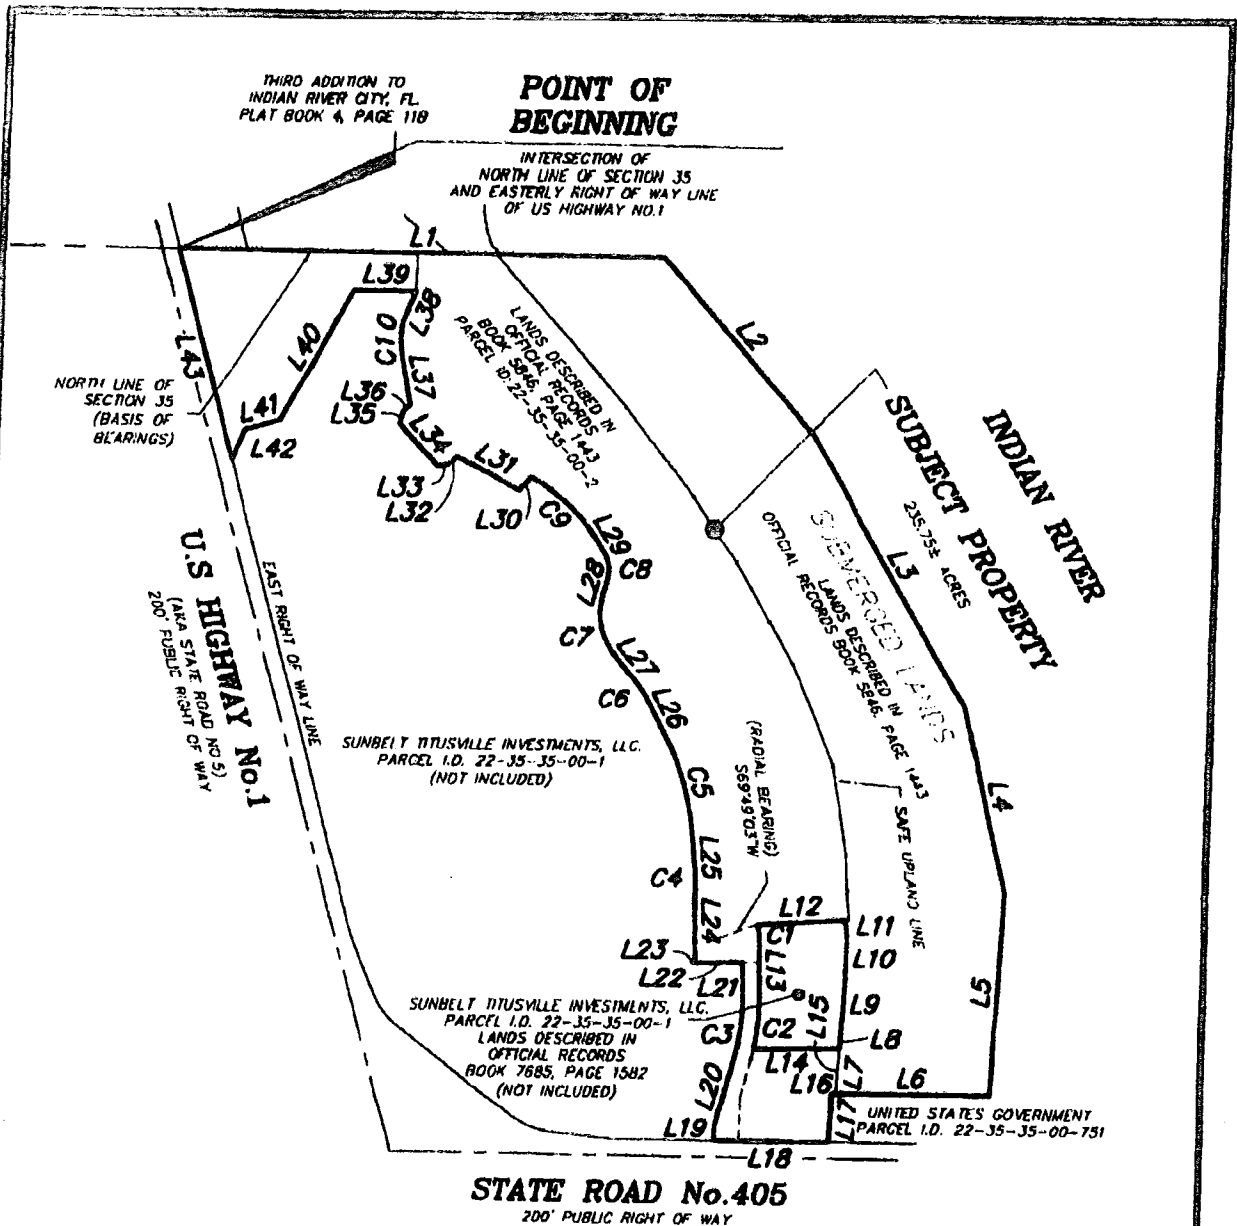 THIRD ADDITION TO
INDIAN RIVER CITY, FL.
PLAT BOOK 4, PAGE 118
POINT OF
BEGINNING
INTERSECTION OF
NORTH LINE OF SECTION 35
AND EASTERLY RIGHT OF WAY LINE
OF US HIGHWAY NO.1
L1
L39
L38
C10
L40
L43
L37
L36
L35
L41
L42
L34
L33
L32
L31
L30
C9
L29
C8
L28
C7
L27
C6
L26
C5
L25
C4
L24
L23
L22
L21
C3
L20
L19
L18
L2
L3
L4
L5
L6
L7
L8
L9
L10
L11
L12
C1
L13
C2
L14
L15
L16
L17
NORTH LINE OF
SECTION 35
(BASIS OF
BEARINGS)
LANDS DESCRIBED IN
OFFICIAL RECORDS
BOOK 5846, PAGE 1443
PARCEL ID: 22-35-35-00-2
INDIAN RIVER
SUBJECT PROPERTY
235.75± ACRES
SUBMERGED LANDS
LANDS DESCRIBED IN
OFFICIAL RECORDS BOOK 5846, PAGE 1443
U.S HIGHWAY No.1
(AKA STATE ROAD NO 5)
200' PUBLIC RIGHT OF WAY
EAST RIGHT OF WAY LINE
SUNBELT TITUSVILLE INVESTMENTS, LLC.
PARCEL I.D. 22-35-35-00-1
(NOT INCLUDED)
(RADIAL BEARING)
S69°49'03"W
SAFE UPLAND LINE
SUNBELT TITUSVILLE INVESTMENTS, LLC.
PARCEL I.D. 22-35-35-00-1
LANDS DESCRIBED IN
OFFICIAL RECORDS
BOOK 7685, PAGE 1582
(NOT INCLUDED)
UNITED STATES GOVERNMENT
PARCEL I.D. 22-35-35-00-751
STATE ROAD No.405
200' PUBLIC RIGHT OF WAY